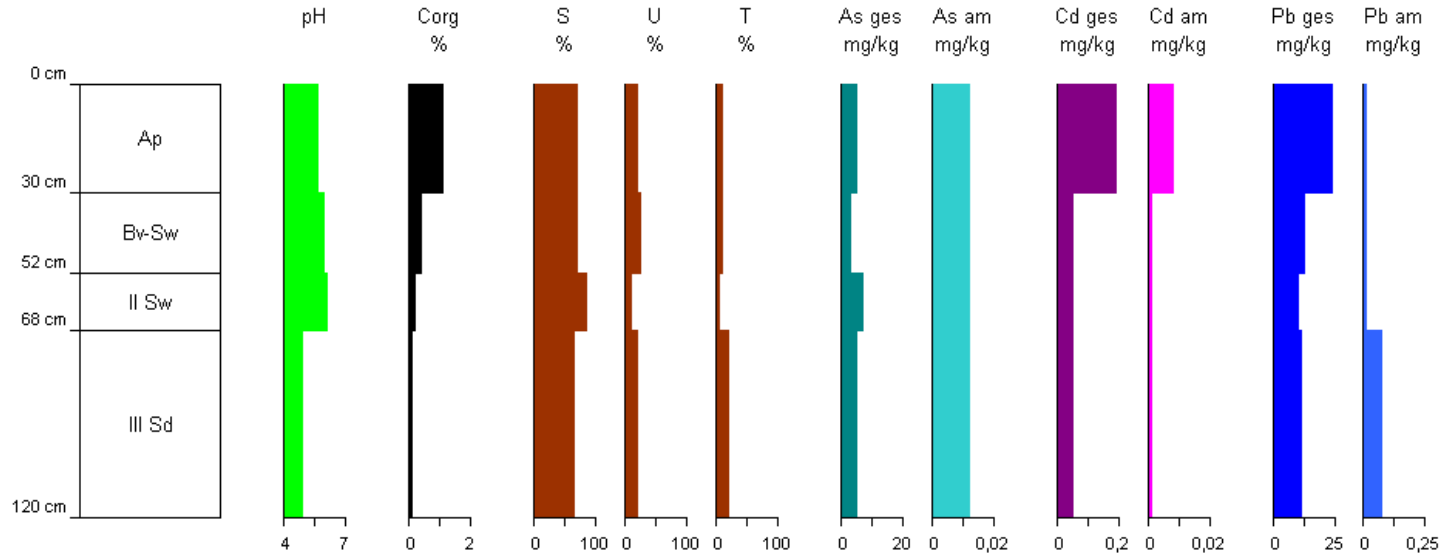 pH Corg S U T As ges As am Cd ges Cd am Pb ges Pb am
% % % % mg/kg mg/kg mg/kg mg/kg mg/kg mg/kg
0 cm
Ap
30 cm
Bv-Sw
52 cm
II Sw
68 cm
III Sd
120 cm
4 7 0 2 0 100 0 100 0 100 0 20 0 0,02 0 0,2 0 0,02 0 25 0 0,25